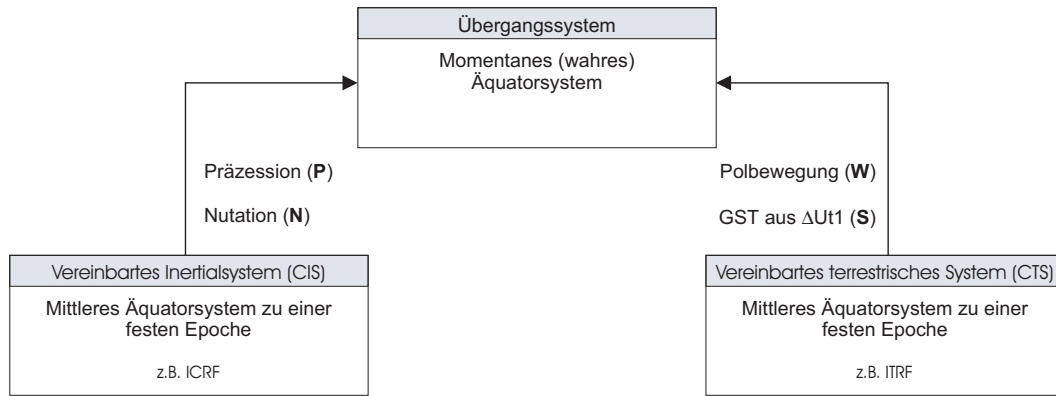 Übergangssystem
Momentanes (wahres)
Äquatorsystem
Präzession (P)
Nutation (N)
Polbewegung (W)
GST aus ΔUt1 (S)
Vereinbartes Inertialsystem (CIS)
Mittleres Äquatorsystem zu einer
festen Epoche
z.B. ICRF
Vereinbartes terrestrisches System (CTS)
Mittleres Äquatorsystem zu einer
festen Epoche
z.B. ITRF